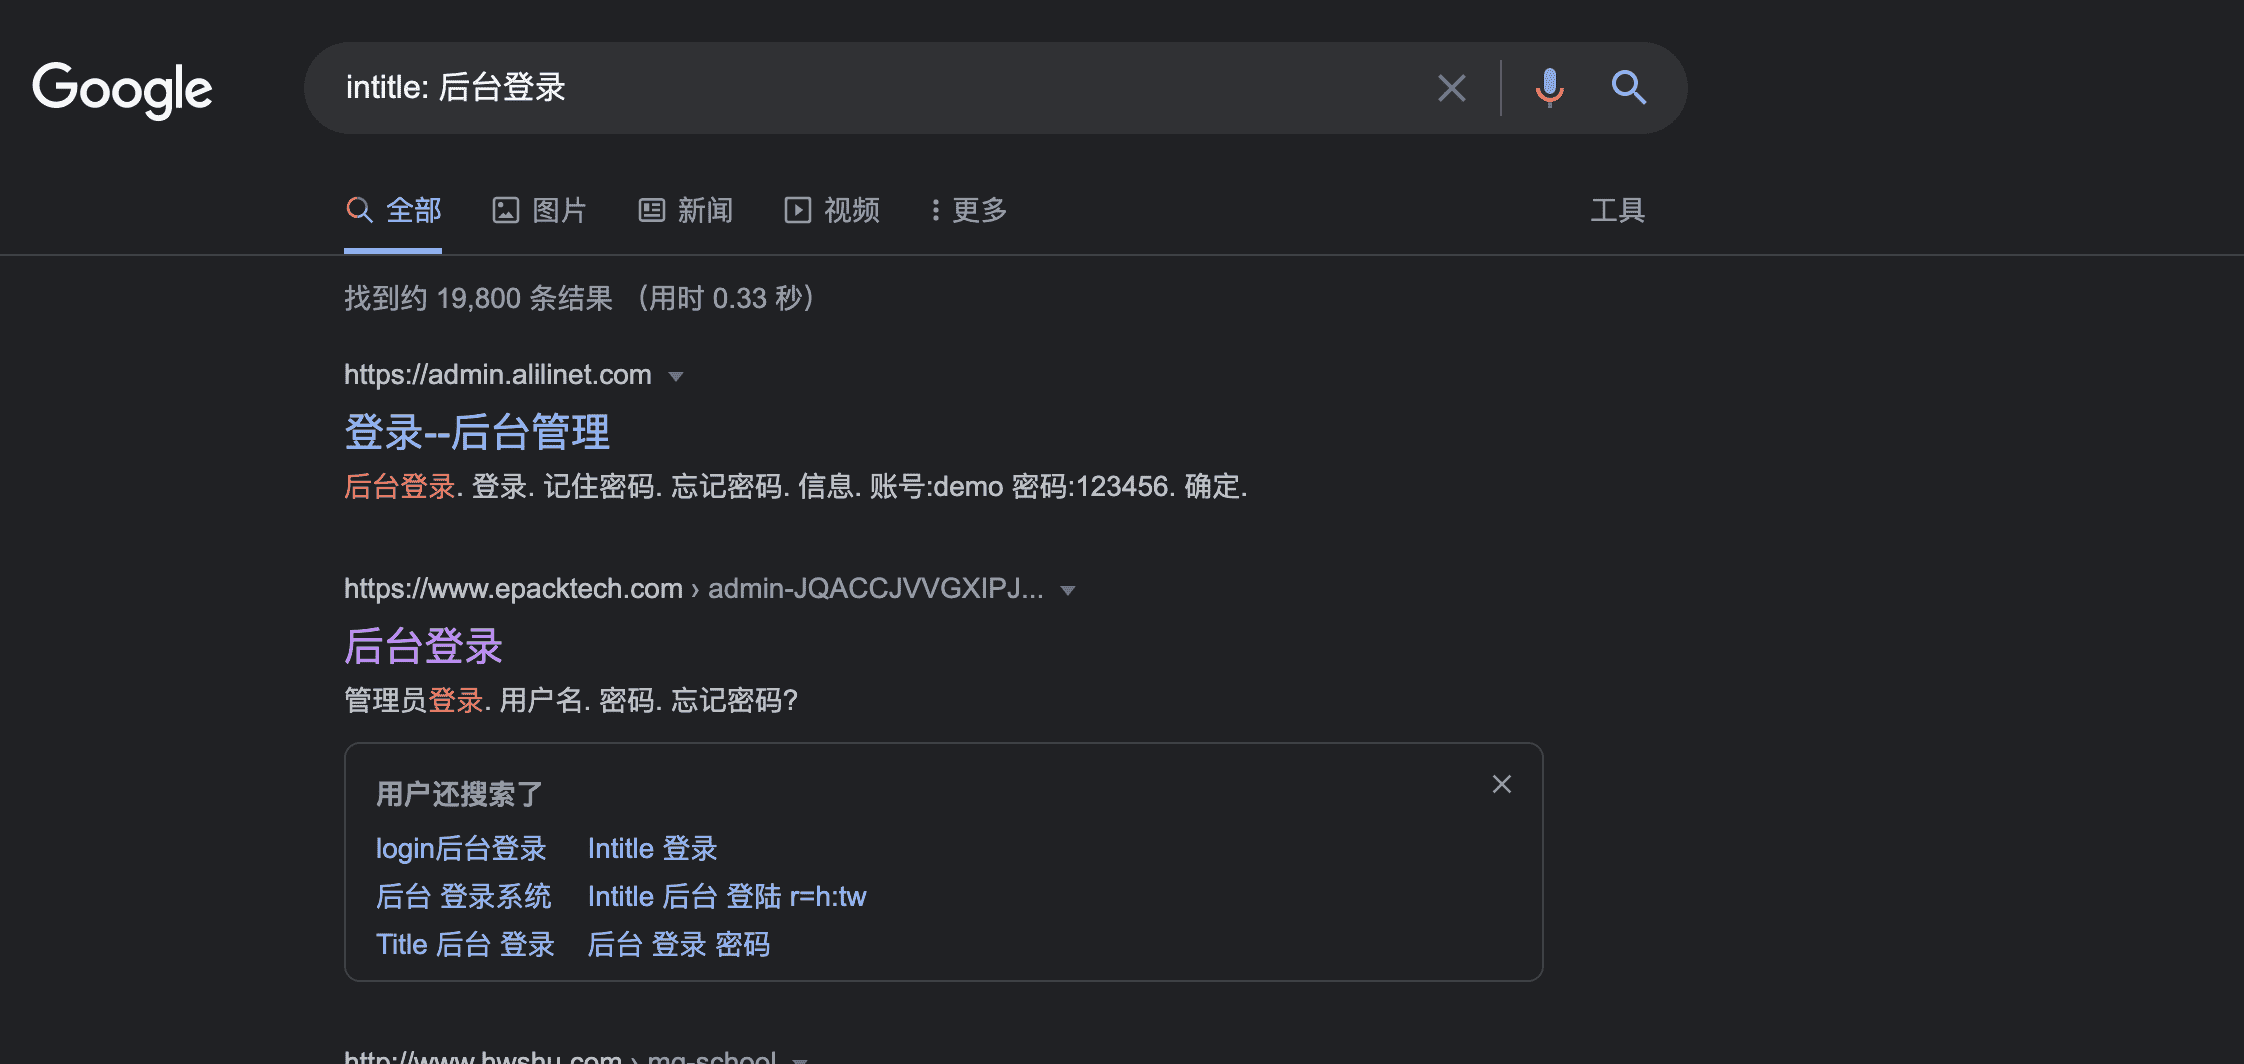 Google
intitle: 后台登录
全部 图片 新闻 视频 更多 工具
找到约 19,800 条结果 （用时 0.33 秒）
https://admin.alilinet.com
登录--后台管理
后台登录. 登录. 记住密码. 忘记密码. 信息. 账号:demo 密码:123456. 确定.
https://www.epacktech.com › admin-JQACCJVVGXIPJ...
后台登录
管理员登录. 用户名. 密码. 忘记密码?
用户还搜索了
login后台登录 Intitle 登录
后台 登录系统 Intitle 后台 登陆 r=h:tw
Title 后台 登录 后台 登录 密码
http://www.hwshu.com › mg-school